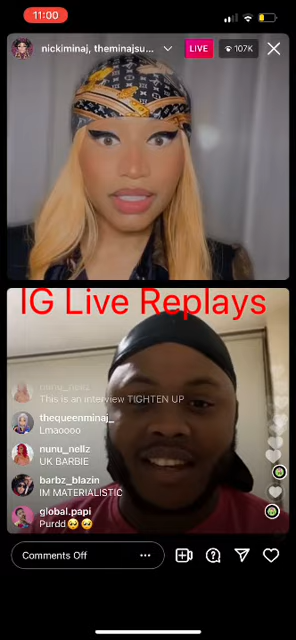 11:00
nickiminaj, theminajsu...
LIVE
107K
IG Live Replays
nunu_nellz
This is an interview TIGHTEN UP
thequeenminaj_
Lmaoooo
nunu_nellz
UK BARBIE
barbz_blazin
IM MATERIALISTIC
global.papi
Purdd🥺🥺
Comments Off